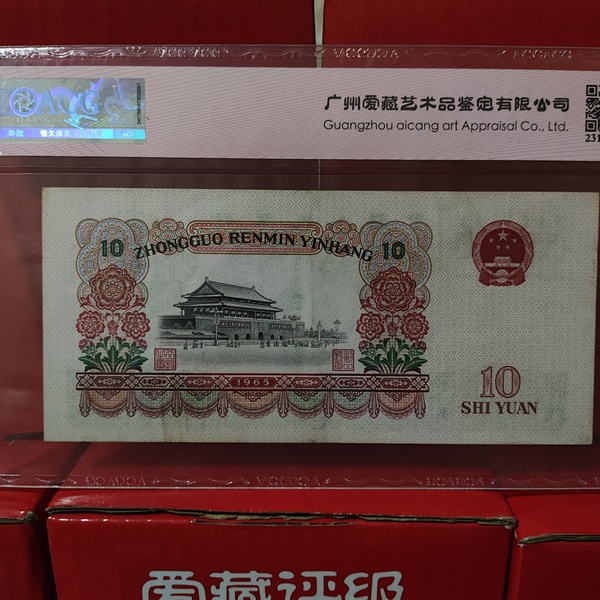 广州爱藏艺术品鉴定有限公司
Guangzhou aicang art Appraisal Co., Ltd.
231
10 ZHONGGUO RENMIN YINHANG 10
1965
10
SHI YUAN
爱藏评级